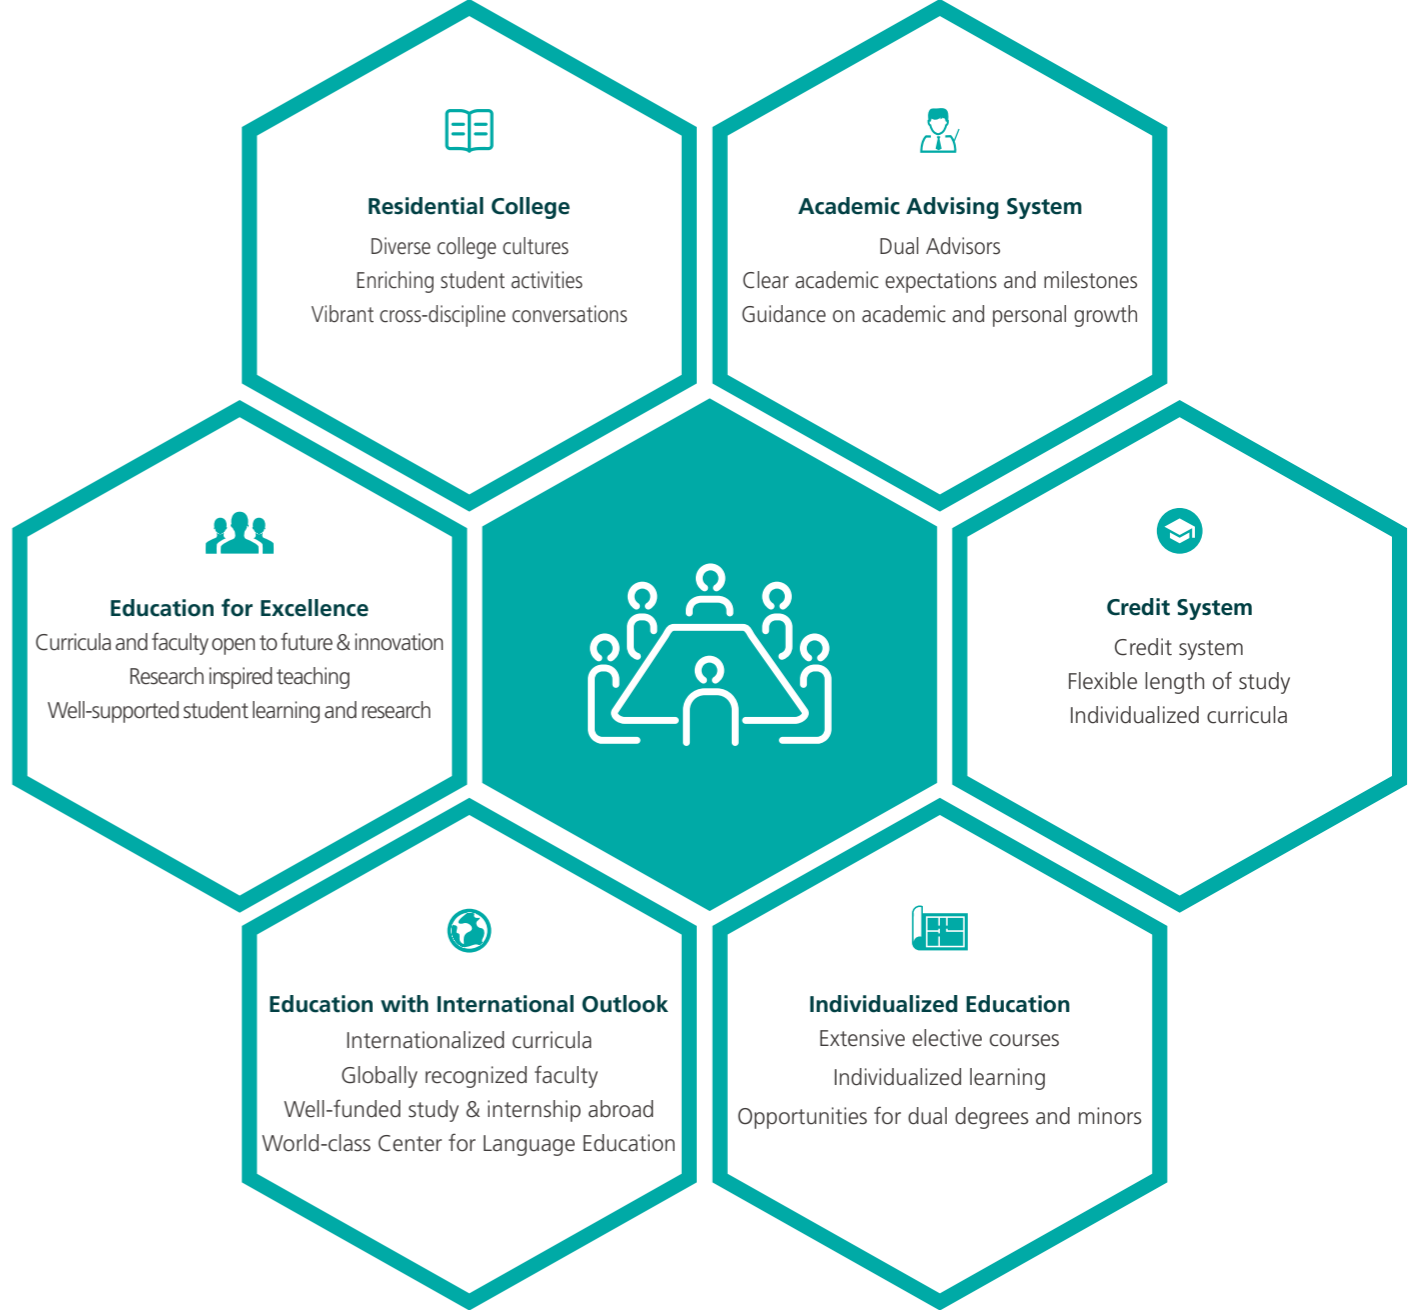 Residential College
Diverse college cultures
Enriching student activities
Vibrant cross-discipline conversations
Academic Advising System
Dual Advisors
Clear academic expectations and milestones
Guidance on academic and personal growth
Education for Excellence
Curricula and faculty open to future & innovation
Research inspired teaching
Well-supported student learning and research
Credit System
Credit system
Flexible length of study
Individualized curricula
Education with International Outlook
Internationalized curricula
Globally recognized faculty
Well-funded study & internship abroad
World-class Center for Language Education
Individualized Education
Extensive elective courses
Individualized learning
Opportunities for dual degrees and minors